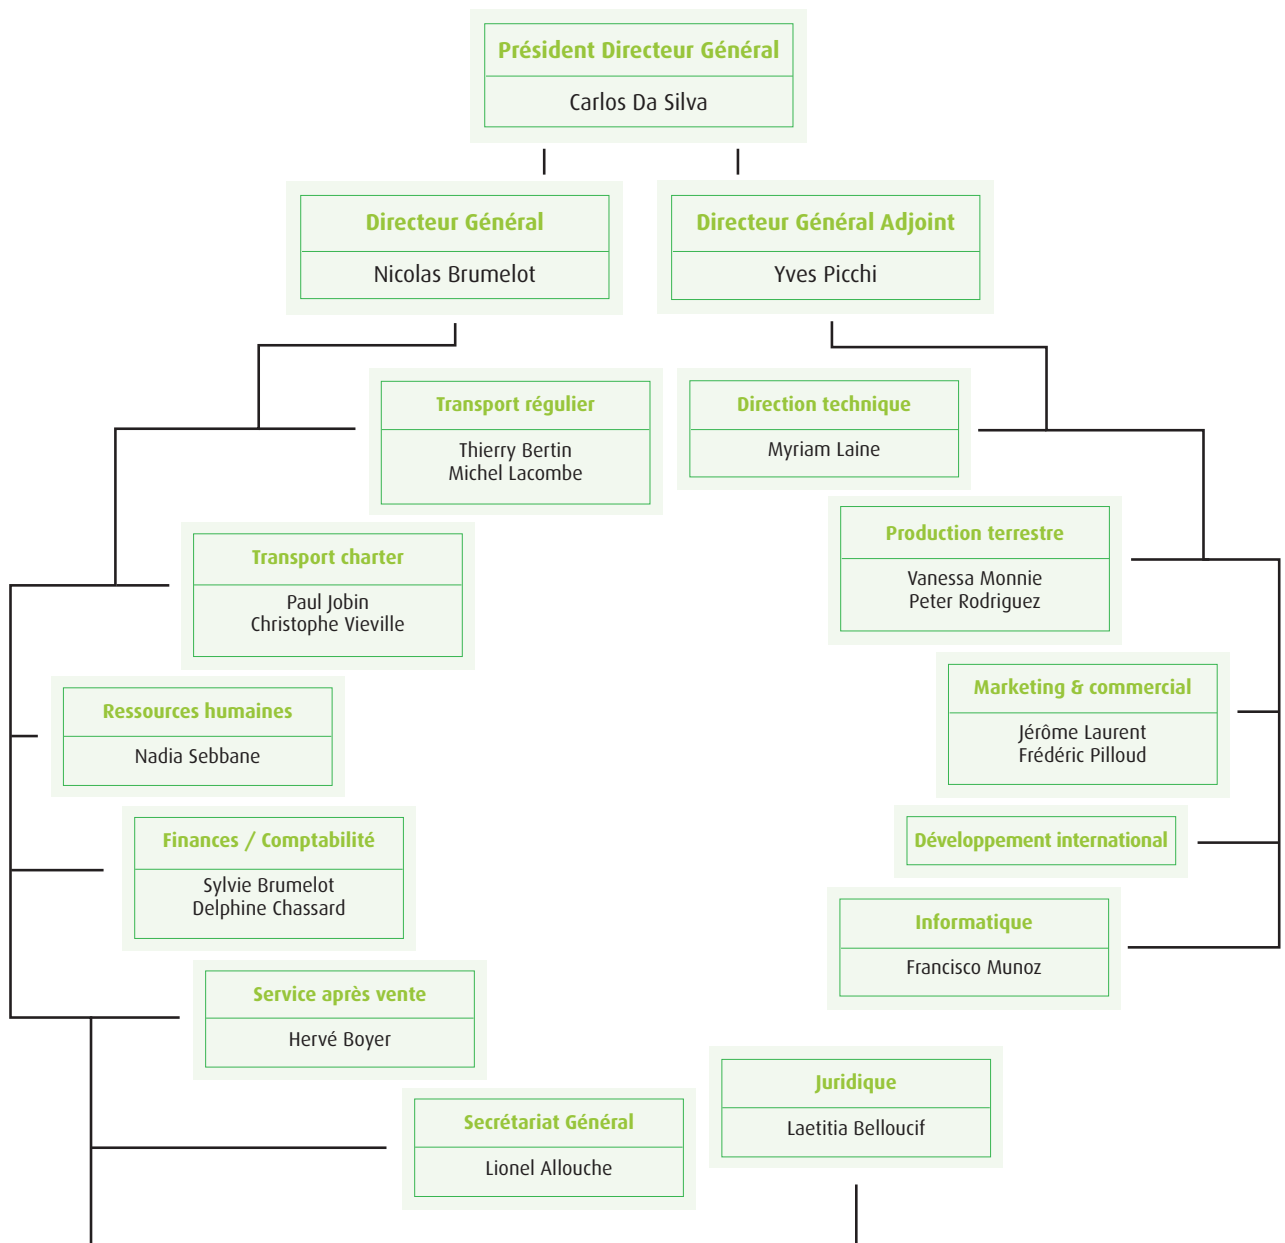 Président Directeur Général
Carlos Da Silva
Directeur Général
Nicolas Brumelot
Directeur Général Adjoint
Yves Picchi
Transport régulier
Thierry Bertin
Michel Lacombe
Direction technique
Myriam Laine
Production terrestre
Vanessa Monnie
Peter Rodriguez
Transport charter
Paul Jobin
Christophe Vieville
Marketing & commercial
Jérôme Laurent
Frédéric Pilloud
Ressources humaines
Nadia Sebbane
Finances / Comptabilité
Sylvie Brumelot
Delphine Chassard
Développement international
Informatique
Francisco Munoz
Service après vente
Hervé Boyer
Juridique
Laetitia Belloucif
Secrétariat Général
Lionel Allouche